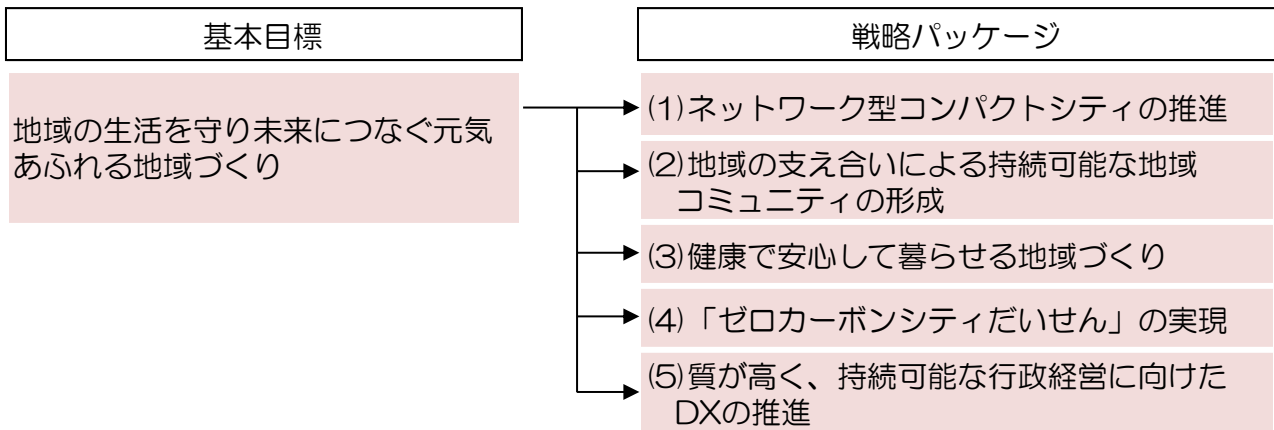 基本目標
戦略パッケージ
地域の生活を守り未来につなぐ元気
あふれる地域づくり
(1)ネットワーク型コンパクトシティの推進
(2)地域の支え合いによる持続可能な地域
コミュニティの形成
(3)健康で安心して暮らせる地域づくり
(4)「ゼロカーボンシティだいせん」の実現
(5)質が高く、持続可能な行政経営に向けた
DXの推進